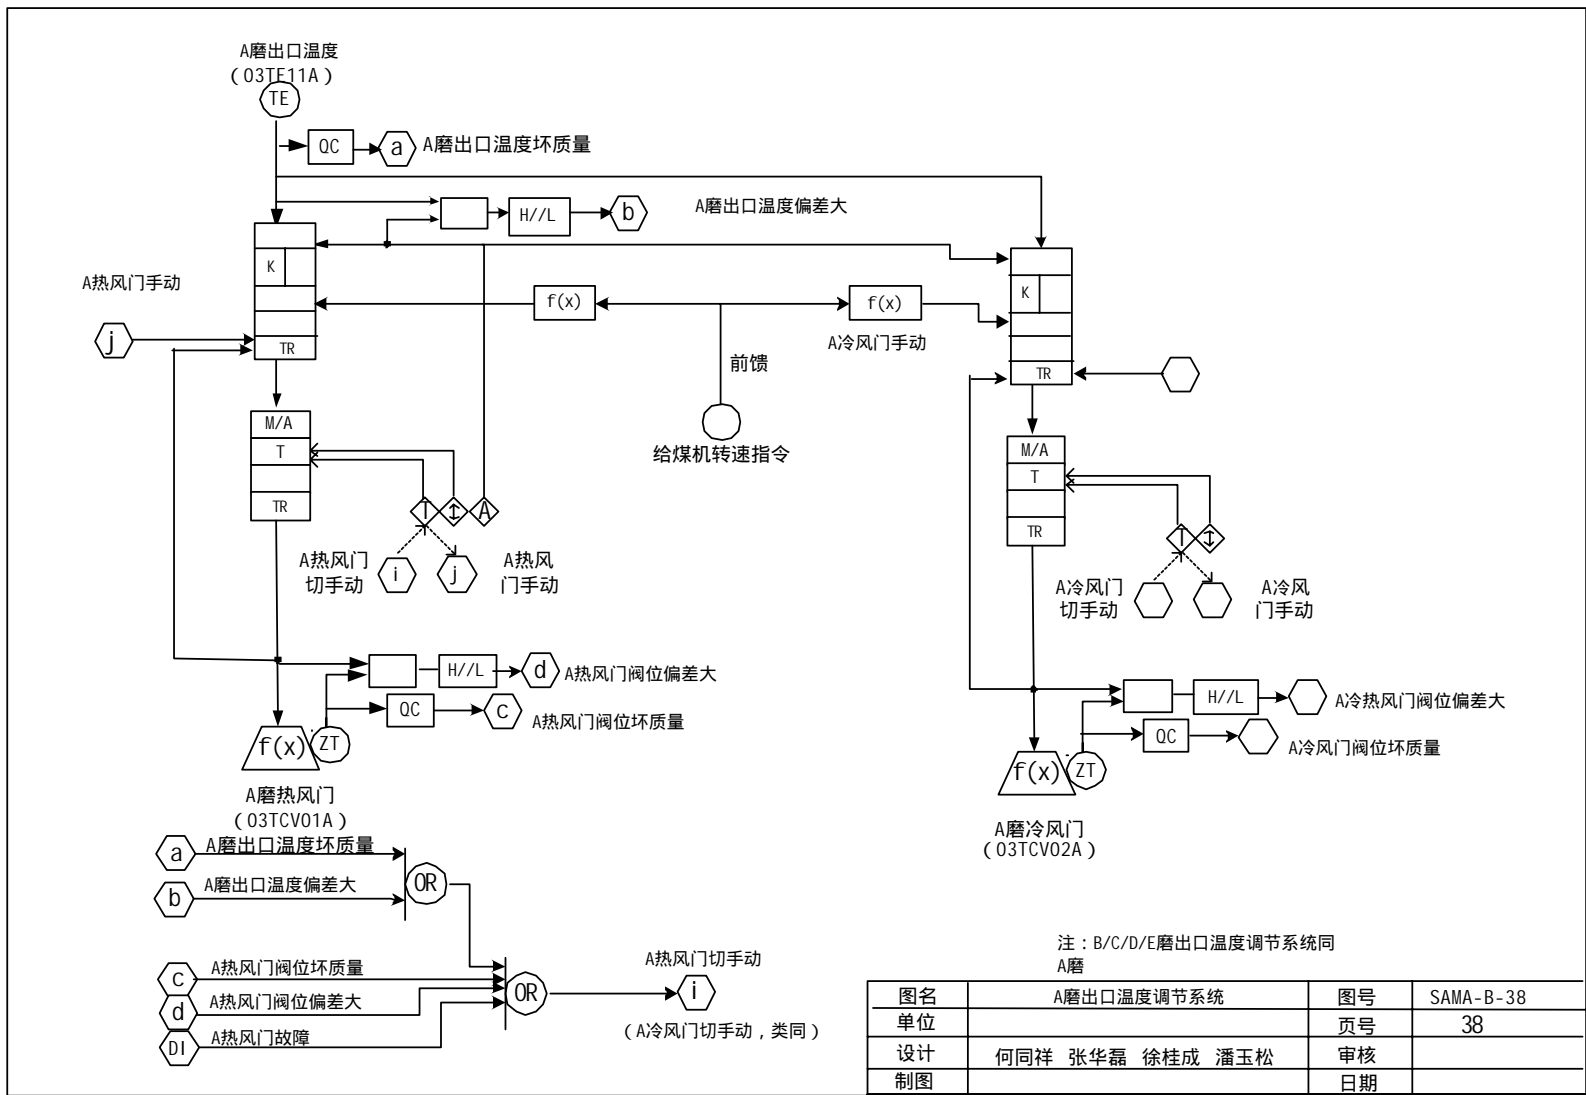 A磨出口温度
(03TE11A)
TE
QC
a
A磨出口温度坏质量
H//L
b
A磨出口温度偏差大
K
A热风门手动
j
TR
f(x)
f(x)
A冷风门手动
前馈
给煤机转速指令
K
TR
M/A
T
TR
T
A
A热风门
切手动
i
j
A热风
门手动
M/A
T
TR
T
A冷风门
切手动
A冷风
门手动
H//L
d
A热风门阀位偏差大
QC
c
A热风门阀位坏质量
f(x)
ZT
A磨热风门
(03TCV01A)
H//L
A冷热风门阀位偏差大
QC
A冷风门阀位坏质量
f(x)
ZT
A磨冷风门
(03TCV02A)
a
A磨出口温度坏质量
b
A磨出口温度偏差大
OR
c
A热风门阀位坏质量
d
A热风门阀位偏差大
DI
A热风门故障
OR
A热风门切手动
i
(A冷风门切手动，类同)
注：B/C/D/E磨出口温度调节系统同
A磨
图名 A磨出口温度调节系统 图号 SAMA-B-38
单位 页号 38
设计 何同祥 张华磊 徐桂成 潘玉松 审核
制图 日期